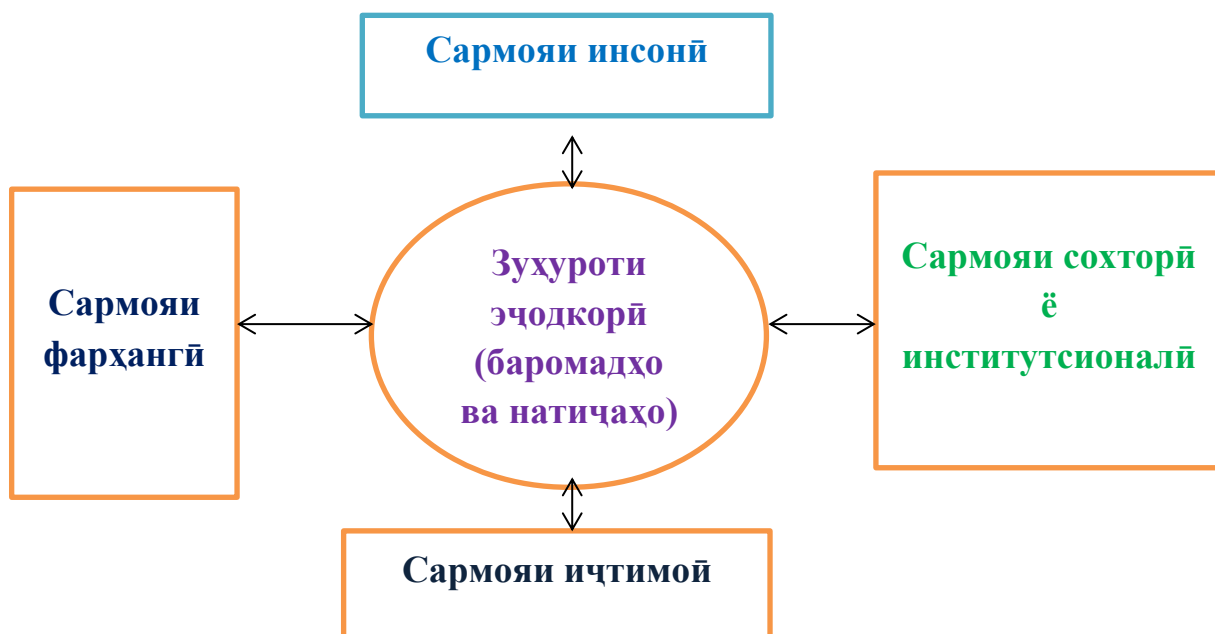 Сармояи инсонӣ
Сармояи
фарҳангӣ
Зуҳуроти
эҷодкорӣ
(баромадҳо
ва натиҷаҳо)
Сармояи сохторӣ
ё
институтсионалӣ
Сармояи иҷтимоӣ